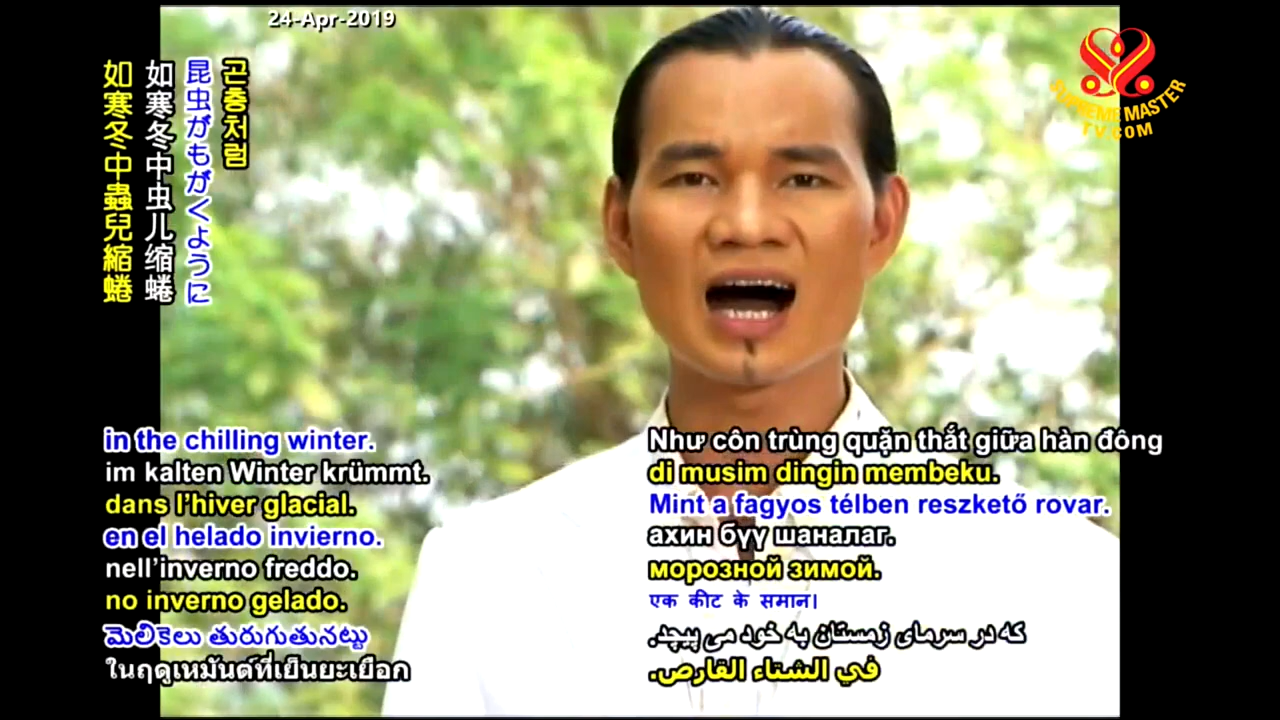 24-Apr-2019
SUPREME MASTER
TV.COM
곤충처럼
昆虫がもがくように
如寒冬中虫儿缩蜷
如寒冬中蟲兒縮蜷
in the chilling winter.
im kalten Winter krümmt.
dans l'hiver glacial.
en el helado invierno.
nell'inverno freddo.
no inverno gelado.
మెలికెలు తురుగుతునట్టు
ในฤดูเหมันต์ที่เย็นยะเยือก
Như côn trùng quặn thắt giữa hàn đông
di musim dingin membeku.
Mint a fagyos télben reszkető rovar.
ахин бүү шаналаг.
морозной зимой.
एक कीट के समान।
که در سرمای زمستان به خود می پیچد.
في الشتاء القارص.